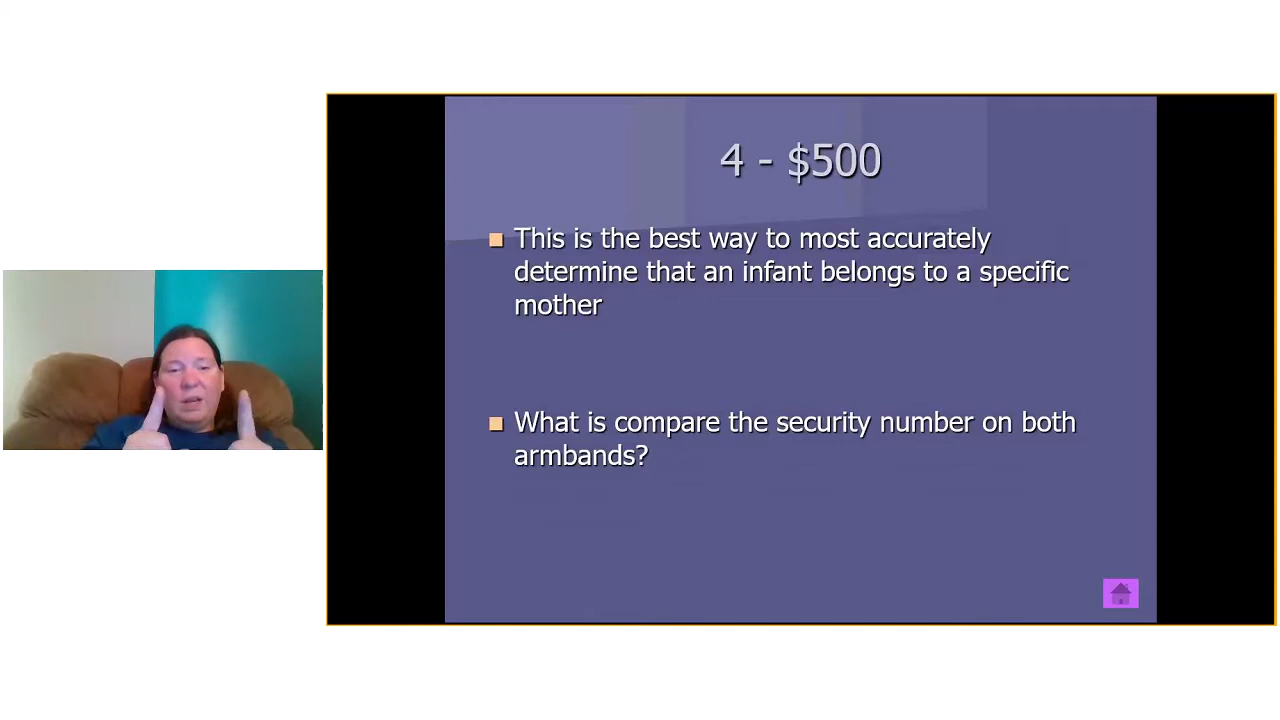 4 - $500
This is the best way to most accurately
determine that an infant belongs to a specific
mother
What is compare the security number on both
armbands?